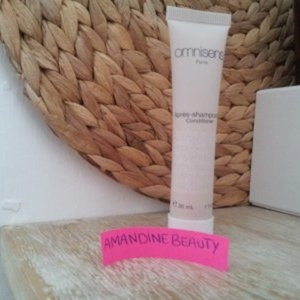 omnisens
Paris
après-shampooing
Conditioner
AMANDINE BEAUTY